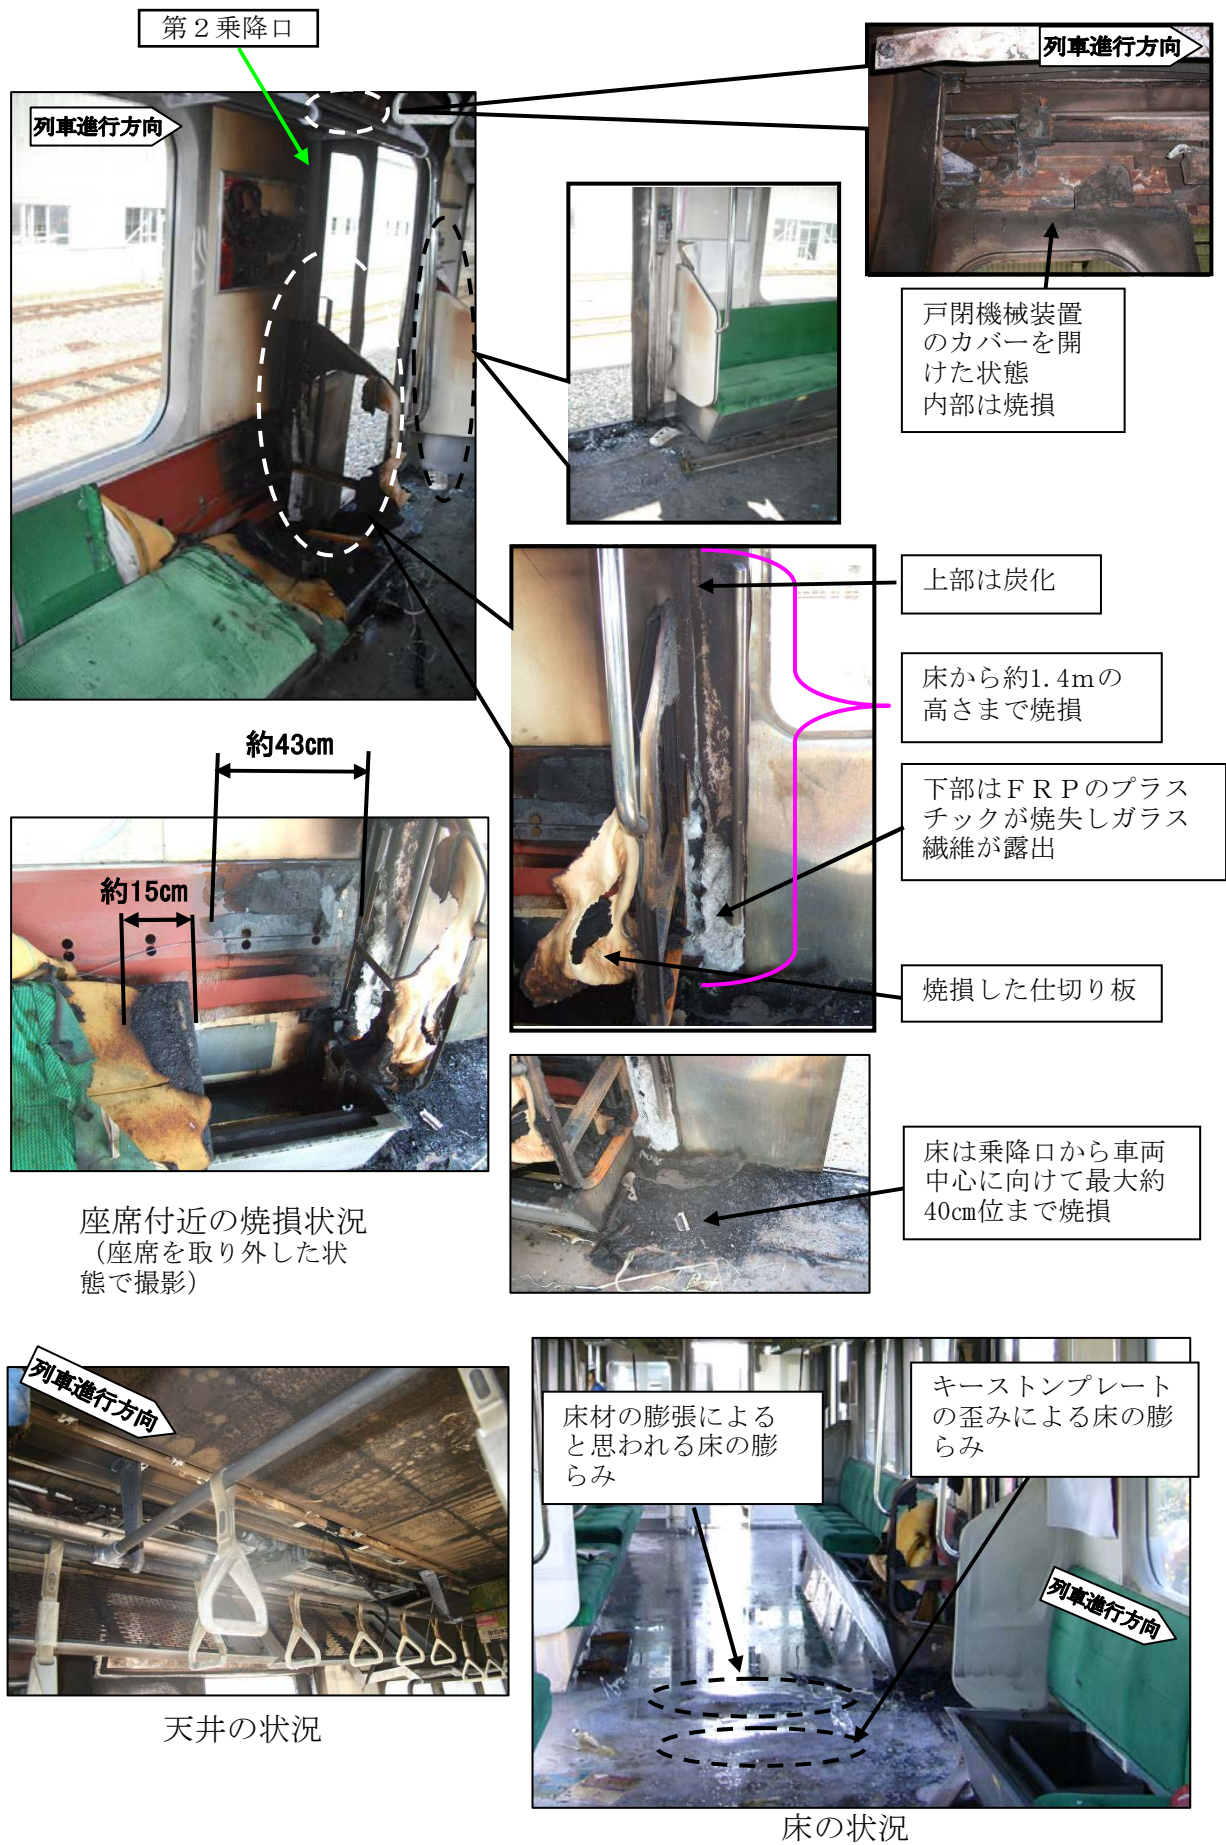 第２乗降口
列車進行方向
列車進行方向
戸閉機械装置
のカバーを開
けた状態
内部は焼損
上部は炭化
床から約1.4ｍの
高さまで焼損
下部はＦＲＰのプラス
チックが焼失しガラス
繊維が露出
焼損した仕切り板
約43㎝
約15㎝
座席付近の焼損状況
（座席を取り外した状
態で撮影）
床は乗降口から車両
中心に向けて最大約
40㎝位まで焼損
列車進行方向
天井の状況
床材の膨張による
と思われる床の膨
らみ
キーストンプレート
の歪みによる床の膨
らみ
列車進行方向
床の状況